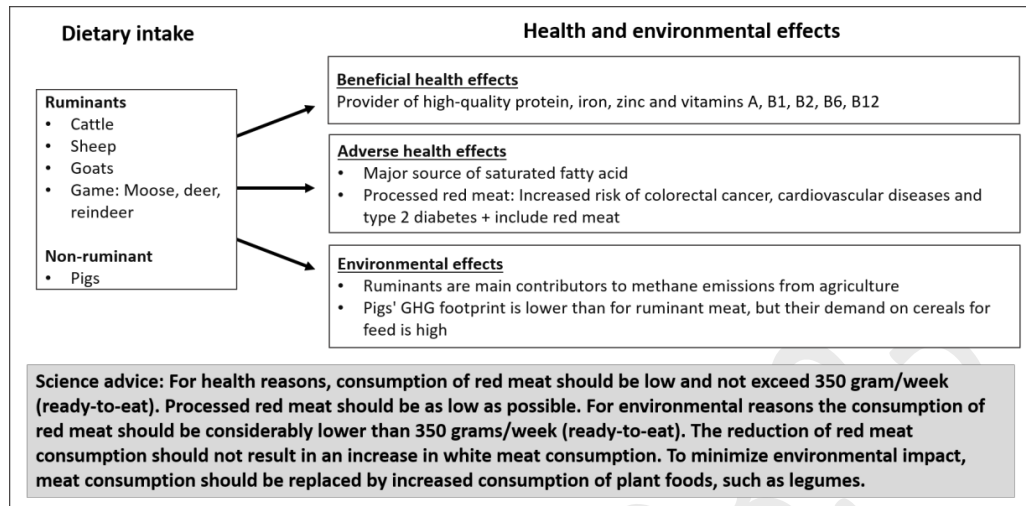 Dietary intake
Health and environmental effects
Ruminants
• Cattle
• Sheep
• Goats
• Game: Moose, deer,
reindeer
Non-ruminant
• Pigs
Beneficial health effects
Provider of high-quality protein, iron, zinc and vitamins A, B1, B2, B6, B12
Adverse health effects
• Major source of saturated fatty acid
• Processed red meat: Increased risk of colorectal cancer, cardiovascular diseases and
type 2 diabetes + include red meat
Environmental effects
• Ruminants are main contributors to methane emissions from agriculture
• Pigs' GHG footprint is lower than for ruminant meat, but their demand on cereals for
feed is high
Science advice: For health reasons, consumption of red meat should be low and not exceed 350 gram/week
(ready-to-eat). Processed red meat should be as low as possible. For environmental reasons the consumption of
red meat should be considerably lower than 350 grams/week (ready-to-eat). The reduction of red meat
consumption should not result in an increase in white meat consumption. To minimize environmental impact,
meat consumption should be replaced by increased consumption of plant foods, such as legumes.